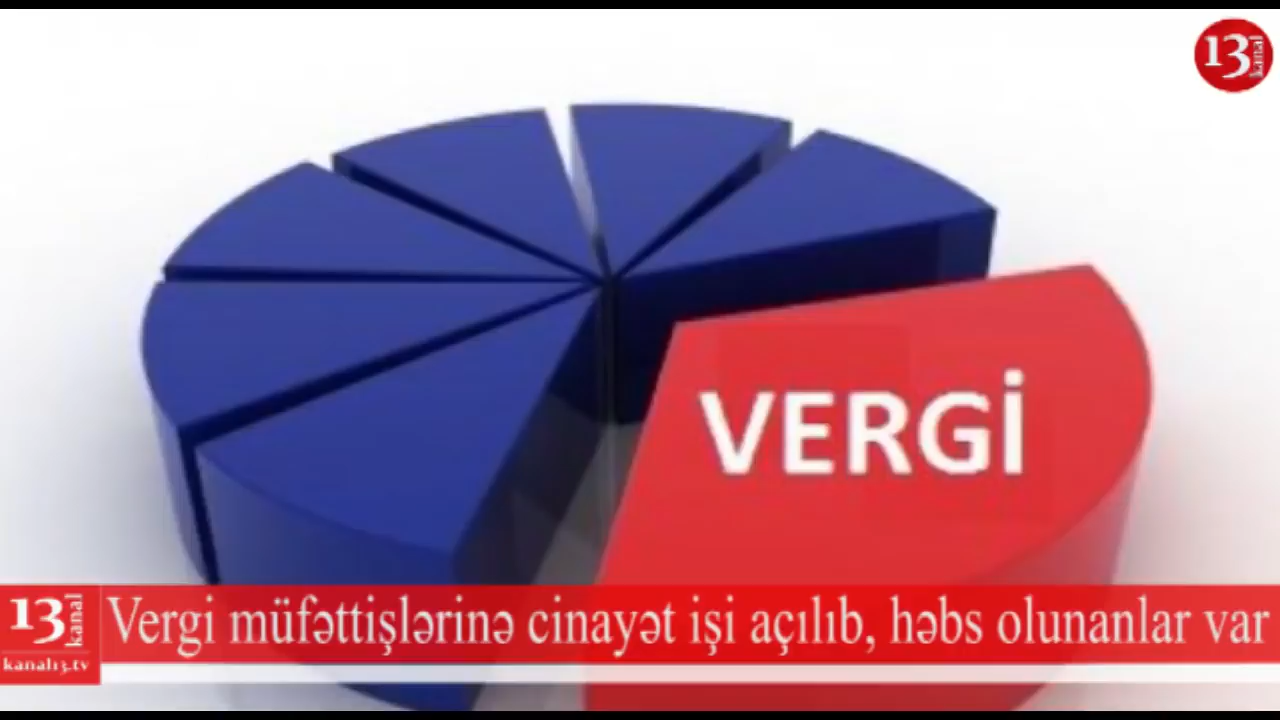 13 kanal
VERGİ
13 kanal
Vergi müfəttişlərinə cinayət işi açılıb, həbs olunanlar var
kanal13.tv